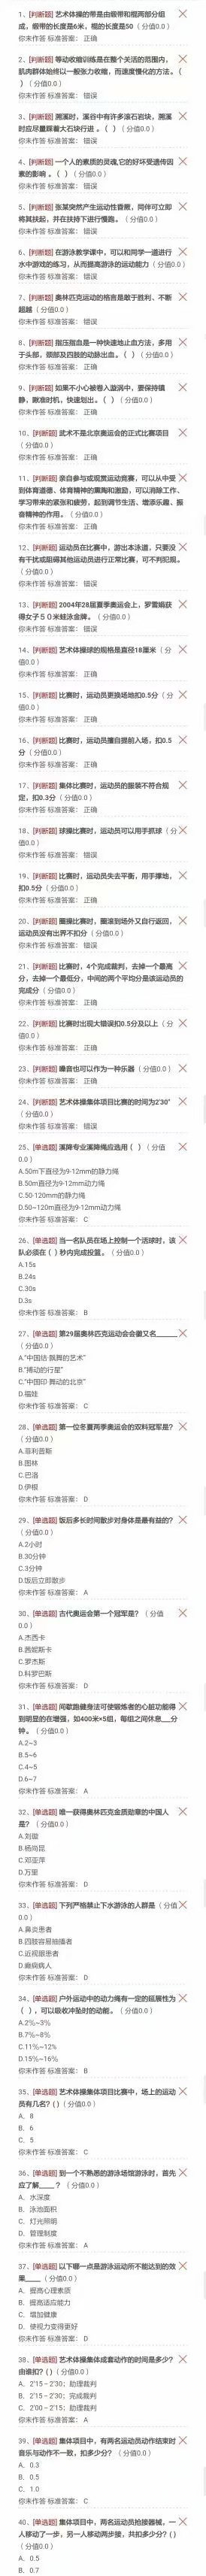 1、[判断题] 艺术体操的带是由缎带和棍两部分组
成，缎带的长度是6米，棍的长度是50（ 分值0.0 ）
你未作答 标准答案： 正确
2、[判断题] 等动收缩训练是在整个关活的范围内，
肌肉群体始终以一般张力收缩，而速度慢化的方法。（
）（ 分值0.0 ）
你未作答 标准答案： 错误
3、[判断题] 溯溪时，溪谷中有许多滚石岩块，溯溪
时应尽量踩着大石块行进 。（ ）（ 分值0.0 ）
你未作答 标准答案： 错误
4、[判断题] 一个人的素质的灵魂,它的好坏受遗传因
素的影响 。（ ）（ 分值0.0 ）
你未作答 标准答案： 错误
5、[判断题] 张某突然产生运动性昏厥，同伴可立即
将其扶起，并在扶持下进行慢跑。（ 分值0.0 ）
你未作答 标准答案： 错误
6、[判断题] 在游泳教学课中，可以和同学一道进行
水中游戏的练习，从而提高游泳的运动能力（ 分值0.0 ）
你未作答 标准答案： 错误
7、[判断题] 奥林匹克运动的格言是敢于胜利、不断
超越（ 分值0.0 ）
你未作答 标准答案： 错误
8、[判断题] 指压指血是一种快速地止血方法，多用
于头部，颈部及四肢的动脉出血。（ ）（ 分值0.0 ）
你未作答 标准答案： 正确
9、[判断题] 如果不小心被卷入游涡中，要保持镇
静，瞅准时机，快速划出。（ ）（ 分值0.0 ）
你未作答 标准答案： 正确
10、[判断题] 武术不是北京奥运会的正式比赛项目
（ 分值0.0 ）
你未作答 标准答案： 正确
11、[判断题] 亲自参与或观赏运动竞赛，可以从中受
到体育道德、体育精神的熏陶和激励，可以消除工作、
学习带来的紧张和疲劳，起到调节生活、增添乐趣、振
奋精神的作用。（ 分值0.0 ）
你未作答 标准答案： 正确
12、[判断题] 运动员在比赛中，游出本泳道，只要没
有干扰或阻碍其他运动员进行正常比赛，可不判犯规。
（ 分值0.0 ）
你未作答 标准答案： 错误
13、[判断题] 2004年28届夏季奥运会上，罗雪娟获
得女子５０米蛙泳金牌。（ 分值0.0 ）
你未作答 标准答案： 错误
14、[判断题] 艺术体操球的规格是直径18厘米（ 分
值0.0 ）
你未作答 标准答案： 正确
15、[判断题] 比赛时，运动员更换场地扣0.5分（ 分
值0.0 ）
你未作答 标准答案： 正确
16、[判断题] 比赛时，运动员擅自提前入场，扣0.5
分（ 分值0.0 ）
你未作答 标准答案： 正确
17、[判断题] 集体比赛时，运动员的服装不符合规
定，扣0.3分（ 分值0.0 ）
你未作答 标准答案： 正确
18、[判断题] 球操比赛时，运动员可以用手抓球（ 分
值0.0 ）
你未作答 标准答案： 错误
19、[判断题] 比赛时，运动员失去平衡，用手撑地，
扣0.5分（ 分值0.0 ）
你未作答 标准答案： 正确
20、[判断题] 圈操比赛时，圈滚到场外又自行返回，
运动员没有出界不扣分（ 分值0.0 ）
你未作答 标准答案： 错误
21、[判断题] 比赛时，4个完成裁判，去掉一个最高
分，去掉一个最低分，中间的两个平均分是该运动员的
完成分（ 分值0.0 ）
你未作答 标准答案： 正确
22、[判断题] 比赛时出现大错误扣0.5分及以上（ 分
值0.0 ）
你未作答 标准答案： 正确
23、[判断题] 嗓音也可以作为一种乐器（ 分值0.0 ）
你未作答 标准答案： 正确
24、[判断题] 艺术体操集体项目比赛的时间为2'30"
（ 分值0.0 ）
你未作答 标准答案： 错误
25、[单选题] 溪降专业溪降绳应选用（ ）（ 分值
0.0 ）
A.50m下直径为9-12mm的静力绳
B.50m直径为9-12mm动力绳
C.50-120mm的静力绳
D.50~120m直径为9-12mm动力绳
你未作答 标准答案： C
26、[单选题] 当一名队员在场上控制一个活球时，该
队必须在（ ）秒内完成投篮。（ 分值0.0 ）
A.15s
B.24s
C.30s
D.3s
你未作答 标准答案： B
27、[单选题] 第29届奥林匹克运动会会徽又名______
（ 分值0.0 ）
A.“中国结 飘舞的艺术”
B.“搏动的行星”
C.“中国印 舞动的北京”
D.福娃
你未作答 标准答案： C
28、[单选题] 第一位冬夏两季奥运会的双料冠军是?
（ 分值0.0 ）
A.菲利普斯
B.图林
C.巴洛
D.伊根
你未作答 标准答案： D
29、[单选题] 饭后多长时间散步对身体是最有益的?
（ 分值0.0 ）
A.2小时
B.30分钟
C.3分钟
D.饭后立即散步
你未作答 标准答案： A
30、[单选题] 古代奥运会第一个冠军是？（ 分值
0.0 ）
A.杰西卡
B.茜妮斯卡
C.罗杰斯
D.科罗巴斯
你未作答 标准答案： D
31、[单选题] 间歇跑健身法可使锻炼者的心脏功能得
到明显的在增强，如400米×5组，每组之间休息__分
钟。（ 分值0.0 ）
A.2~3
B.5~6
C.4~5
D.6~7
你未作答 标准答案： A
32、[单选题] 唯一获得奥林匹克金质勋章的中国人
是?（ 分值0.0 ）
A.刘璇
B.杨尚昆
C.邓亚萍
D.万里
你未作答 标准答案： D
33、[单选题] 下列严格禁止下水游泳的人群是（ 分值
0.0 ）
A.鼻炎患者
B.四肢容易抽搐者
C.近视眼患者
D.癫痫病人
你未作答 标准答案： D
34、[单选题] 户外运动中的动力绳有一定的延展性为
（ ），可以吸收冲坠时的动能。（ 分值0.0 ）
A.2%~3%
B.7%~8%
C.11%~12%
D.15%~16%
你未作答 标准答案： B
35、[单选题] 艺术体操集体项目比赛中，场上的运动
员有几名? ( )（ 分值0.0 ）
A. 8
B. 6
C. 5
你未作答 标准答案： C
36、[单选题] 到一个不熟悉的游泳场馆游泳时，首先
应了解____ ？（ 分值0.0 ）
A. 水深度
B. 泳池面积
C. 灯光照明
D. 管理制度
你未作答 标准答案： A
37、[单选题] 以下哪一点是游泳运动所不能达到的效
果____（ 分值0.0 ）
A. 提高心理素质
B. 提高适应能力
C. 增加健康
D. 使视力变得更好
你未作答 标准答案： D
38、[单选题] 艺术体操集体成套动作的时间是多少？
由谁扣？( )（ 分值0.0 ）
A. 2'15－2'30；助理裁判
B. 2'15－2'30；完成裁判
C. 2'00－2'15；助理裁判
你未作答 标准答案： A
39、[单选题] 集体项目中，有两名运动员动作结束时
音乐与动作不一致，扣多少分？（ 分值0.0 ）
A. 0.3
B. 0.5
C. 1.0
你未作答 标准答案： C
40、[单选题] 集体项目中，两名运动员抢接器械，一
人移动了一步，另一人移动两步接，共扣多少分？( )
（ 分值0.0 ）
A. 0.5
B. 0.7